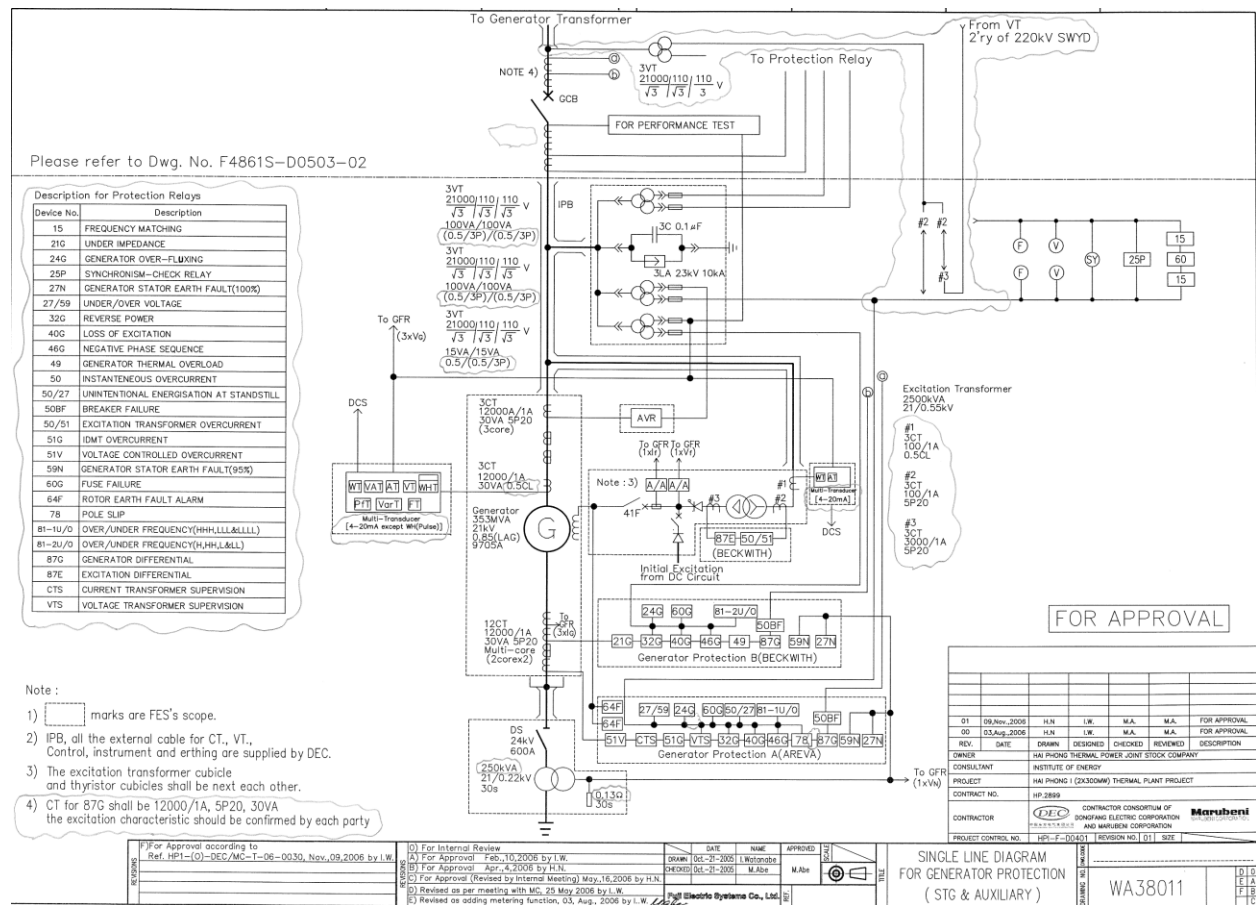 To Generator Transformer
From VT
2'ry of 220kV SWYD
NOTE 4)
ⓐ
ⓑ
3VT
21000/√3 / 110/√3 / 110/3 V
To Protection Relay
GCB
FOR PERFORMANCE TEST
Please refer to Dwg. No. F4861S-D0503-02
Description for Protection Relays
Device No. Description
15 FREQUENCY MATCHING
21G UNDER IMPEDANCE
24G GENERATOR OVER-FLUXING
25P SYNCHRONISM-CHECK RELAY
27N GENERATOR STATOR EARTH FAULT(100%)
27/59 UNDER/OVER VOLTAGE
32G REVERSE POWER
40G LOSS OF EXCITATION
46G NEGATIVE PHASE SEQUENCE
49 GENERATOR THERMAL OVERLOAD
50 INSTANTENEOUS OVERCURRENT
50/27 UNINTENTIONAL ENERGISATION AT STANDSTILL
50BF BREAKER FAILURE
50/51 EXCITATION TRANSFORMER OVERCURRENT
51G IDMT OVERCURRENT
51V VOLTAGE CONTROLLED OVERCURRENT
59N GENERATOR STATOR EARTH FAULT(95%)
60G FUSE FAILURE
64F ROTOR EARTH FAULT ALARM
78 POLE SLIP
81-1U/0 OVER/UNDER FREQUENCY(HHH,LLL&LLLL)
81-2U/0 OVER/UNDER FREQUENCY(H,HH,L&LL)
87G GENERATOR DIFFERENTIAL
87E EXCITATION DIFFERENTIAL
CTS CURRENT TRANSFORMER SUPERVISION
VTS VOLTAGE TRANSFORMER SUPERVISION
3VT
21000/√3 / 110/√3 / 110/√3 V
100VA/100VA
(0.5/3P)/(0.5/3P)
3VT
21000/√3 / 110/√3 / 110/√3 V
100VA/100VA
(0.5/3P)/(0.5/3P)
3VT
21000/√3 / 110/√3 / 110/√3 V
15VA/15VA
0.5/(0.5/3P)
IPB
3C 0.1μF
3LA 23kV 10kA
#2 #2
#3
F V SY 25P 15
F V 60
15
To GFR
(3xVG)
DCS
3CT
12000A/1A
30VA 5P20
(3core)
AVR
3CT
12000/1A
30VA 0.5CL
WT VAT AT VT WHT
PfT VarT FT
Multi-Transducer
[4-20mA except WH(Pulse)]
Generator
353MVA
21kV
0.85(LAG)
9705A
G
To GFR To GFR
(1xIf) (1xVf)
Note : 3)
A/A A/A
41F
#3 #2
#1
WT AT
Multi-Transducer
[4-20mA]
DCS
87E 50/51
(BECKWITH)
Initial Excitation
from DC Circuit
ⓑ
ⓐ
Excitation Transformer
2500kVA
21/0.55kV
#1
3CT
100/1A
0.5CL
#2
3CT
100/1A
5P20
#3
3CT
3000/1A
5P20
12CT
12000/1A
30VA 5P20
Multi-core
(2corex2)
To
GFR
(3xIG)
24G 60G 81-2U/0
50BF
21G 32G 40G 46G 49 87G 59N 27N
Generator Protection B(BECKWITH)
64F
64F
27/59 24G 60G 50/27 81-1U/0
50BF
51V CTS 51G VTS 32G 40G 46G 78 87G 59N 27N
Generator Protection A(AREVA)
DS
24kV
600A
250kVA
21/0.22kV
30s
0.13Ω
30s
To GFR
(1xVN)
FOR APPROVAL
Note :
1) marks are FES's scope.
2) IPB, all the external cable for CT., VT.,
Control, instrument and erthing are supplied by DEC.
3) The excitation transformer cubicle
and thyristor cubicles shall be next each other.
4) CT for 87G shall be 12000/1A, 5P20, 30VA
the excitation characteristic should be confirmed by each party
01 09,Nov.,2006 H.N I.W. M.A. M.A. FOR APPROVAL
00 03,Aug.,2006 H.N I.W. M.A. M.A. FOR APPROVAL
REV. DATE DRAWN DESIGNED CHECKED REVIEWED DESCRIPTION
OWNER HAI PHONG THERMAL POWER JOINT STOCK COMPANY
CONSULTANT INSTITUTE OF ENERGY
PROJECT HAI PHONG I (2X300MW) THERMAL PLANT PROJECT
CONTRACT NO. HP.2899
CONTRACTOR DEC CONTRACTOR CONSORTIUM OF
DONGFANG ELECTRIC CORPORATION
AND MARUBENI CORPORATION
Marubeni
PROJECT CONTROL NO. HPI-F-D0401 REVISION NO. 01 SIZE
REVISIONS
F)For Approval according to
Ref. HP1-(0)-DEC/MC-T-06-0030, Nov.,09,2006 by I.W.
REVISIONS
0) For Internal Review
A) For Approval Feb.,10,2006 by I.W.
B) For Approval Apr.,4,2006 by H.N.
C) For Approval (Revised by Internal Meeting) May.,16,2006 by H.N.
D) Revised as per meeting with MC, 25 May 2006 by I.W.
E) Revised as adding metering function, 03, Aug., 2006 by I.W.
DATE NAME APPROVED
DRAWN Oct.-21-2005 I.Watanabe
CHECKED Oct.-21-2005 M.Abe M.Abe
SCALE
Fuji Electric Systems Co., Ltd.
REF.
TITLE
SINGLE LINE DIAGRAM
FOR GENERATOR PROTECTION
( STG & AUXILIARY )
DRAWING NO.
WA38011